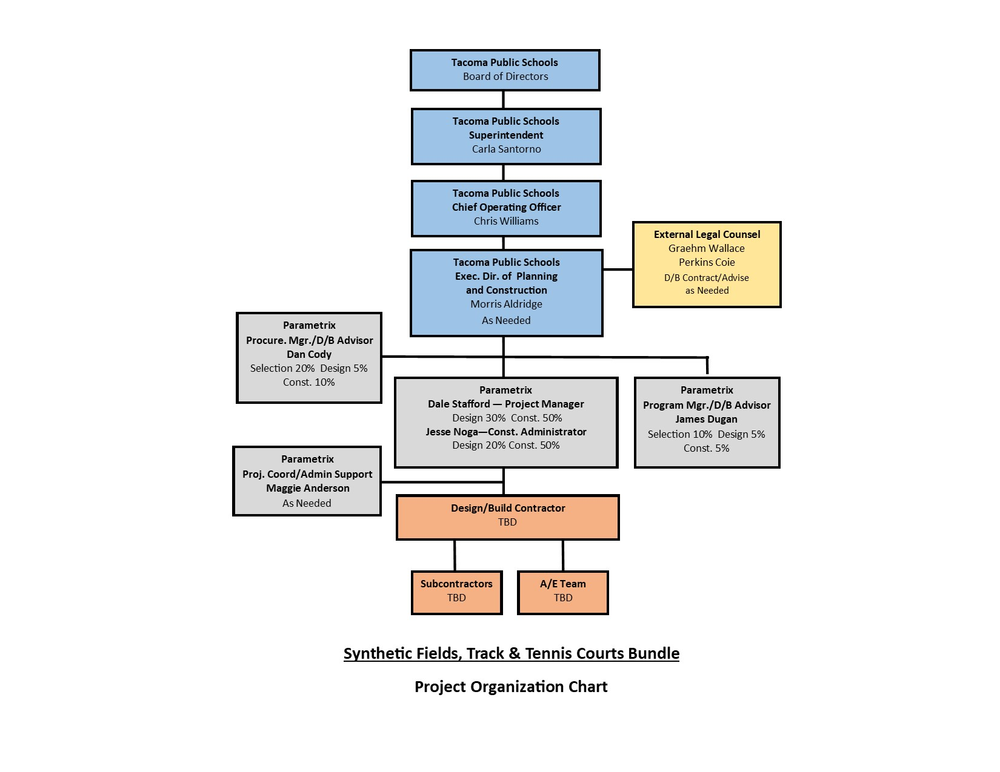 Tacoma Public Schools
Board of Directors
Tacoma Public Schools
Superintendent
Carla Santorno
Tacoma Public Schools
Chief Operating Officer
Chris Williams
Tacoma Public Schools
Exec. Dir. of  Planning
and Construction
Morris Aldridge
As Needed
External Legal Counsel
Graehm Wallace
Perkins Coie
D/B Contract/Advise
as Needed
Parametrix
Procure. Mgr./D/B Advisor
Dan Cody
Selection 20%  Design 5%
Const. 10%
Parametrix
Dale Stafford — Project Manager
Design 30%  Const. 50%
Jesse Noga—Const. Administrator
Design 20% Const. 50%
Parametrix
Program Mgr./D/B Advisor
James Dugan
Selection 10%  Design 5%
Const. 5%
Parametrix
Proj. Coord/Admin Support
Maggie Anderson
As Needed
Design/Build Contractor
TBD
Subcontractors
TBD
A/E Team
TBD
Synthetic Fields, Track & Tennis Courts Bundle
Project Organization Chart